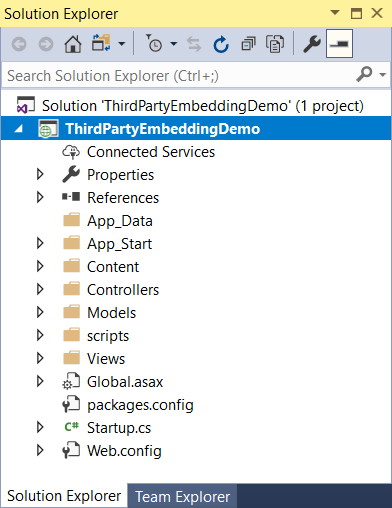 Solution Explorer
Search Solution Explorer (Ctrl+;)
Solution 'ThirdPartyEmbeddingDemo' (1 project)
ThirdPartyEmbeddingDemo
Connected Services
Properties
References
App_Data
App_Start
Content
Controllers
Models
scripts
Views
Global.asax
packages.config
C# Startup.cs
Web.config
Solution Explorer Team Explorer